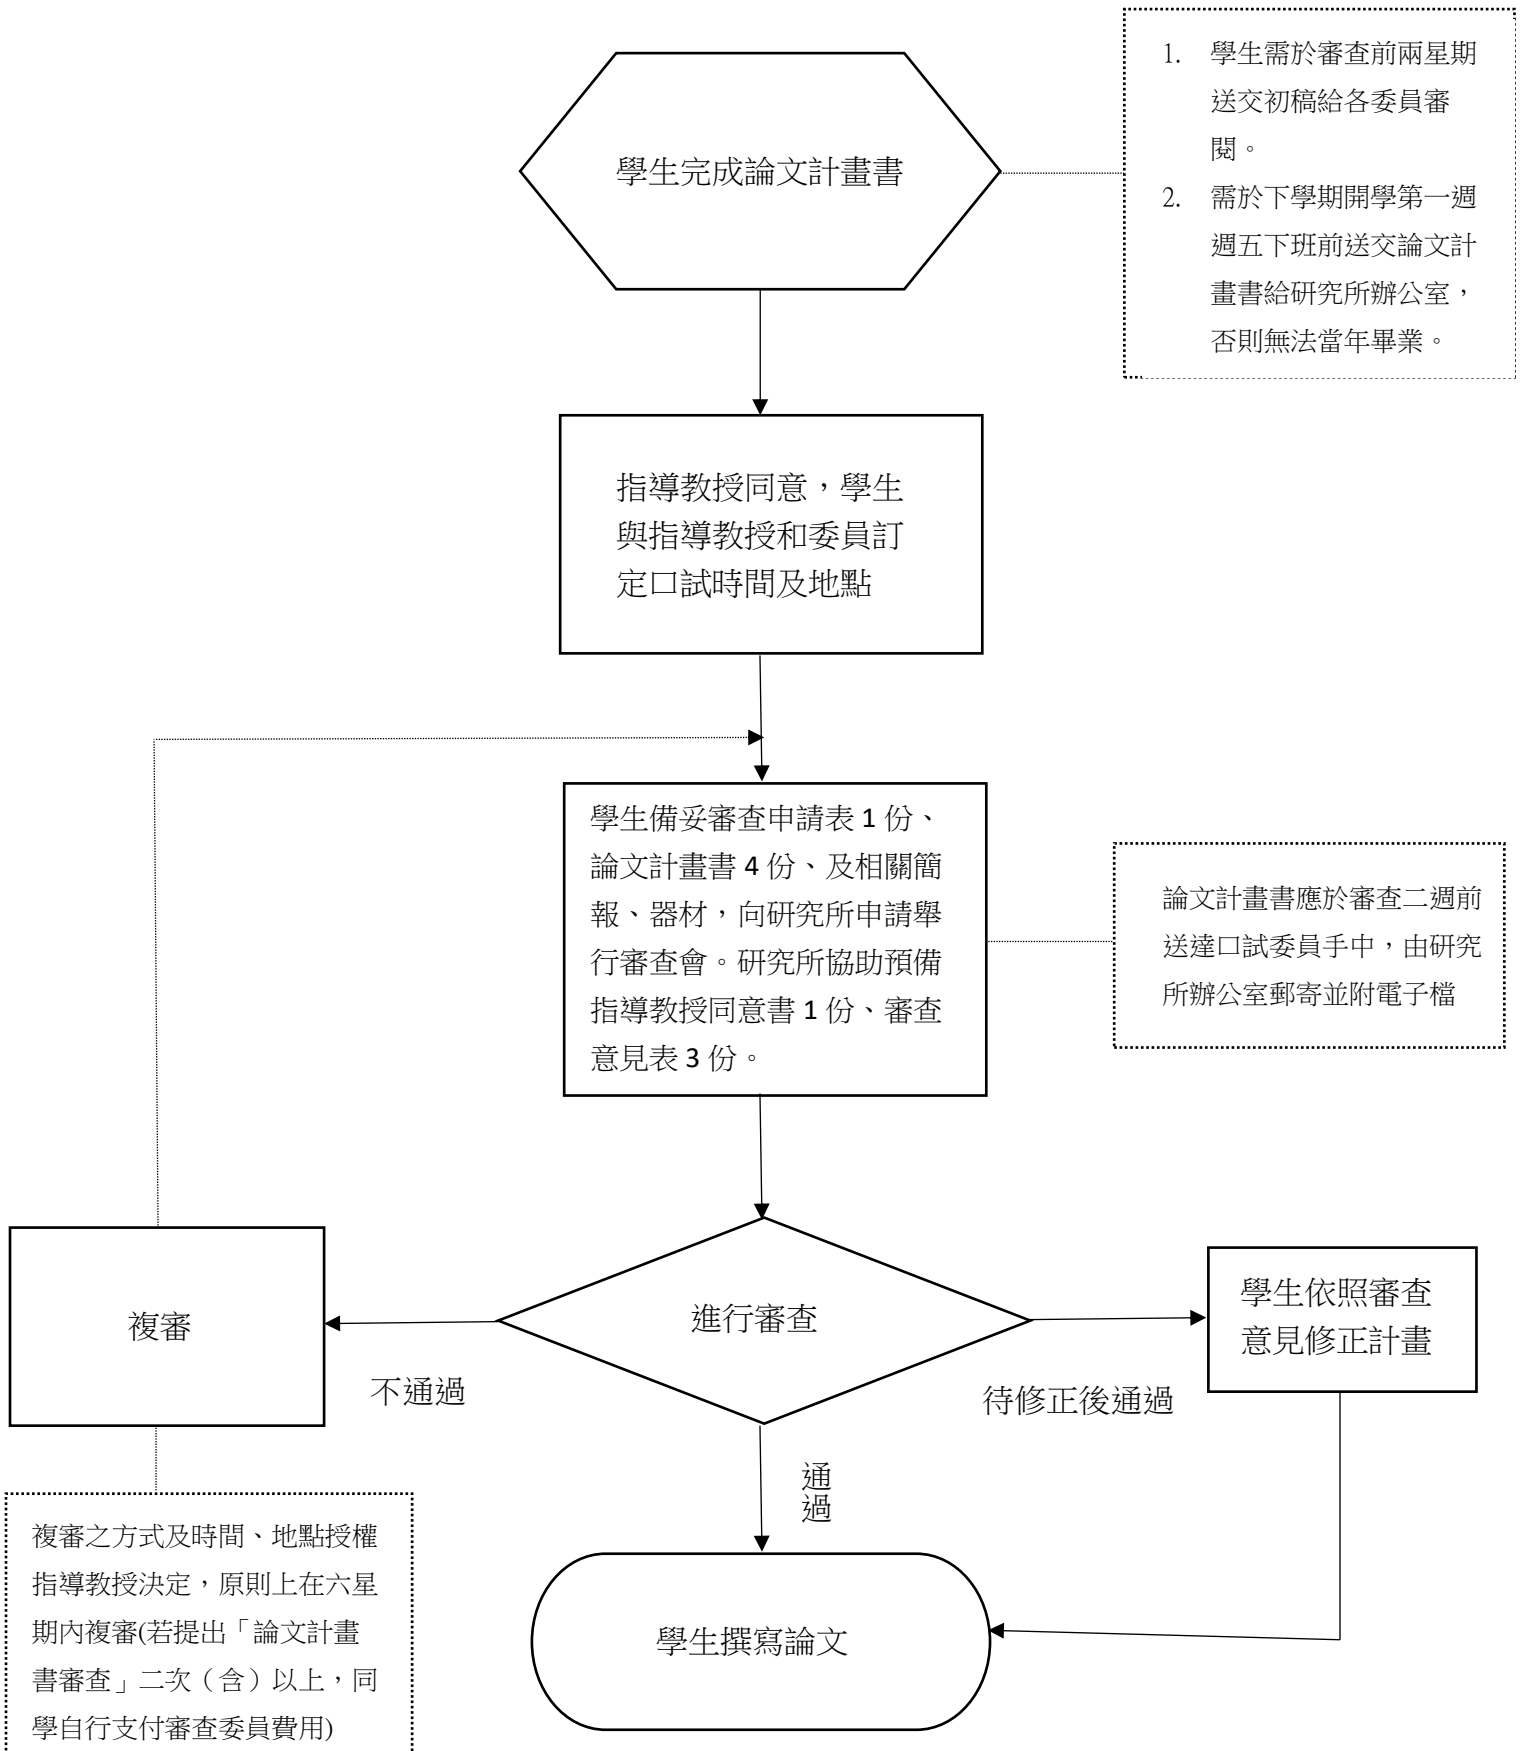 1. 學生需於審查前兩星期
送交初稿給各委員審
閱。
2. 需於下學期開學第一週
週五下班前送交論文計
畫書給研究所辦公室，
否則無法當年畢業。
學生完成論文計畫書
指導教授同意，學生
與指導教授和委員訂
定口試時間及地點
學生備妥審查申請表 1 份、
論文計畫書 4 份、及相關簡
報、器材，向研究所申請舉
行審查會。研究所協助預備
指導教授同意書 1 份、審查
意見表 3 份。
論文計畫書應於審查二週前
送達口試委員手中，由研究
所辦公室郵寄並附電子檔
複審
進行審查
學生依照審查
意見修正計畫
不通過
待修正後通過
通
過
複審之方式及時間、地點授權
指導教授決定，原則上在六星
期內複審(若提出「論文計畫
書審查」二次（含）以上，同
學自行支付審查委員費用)
學生撰寫論文